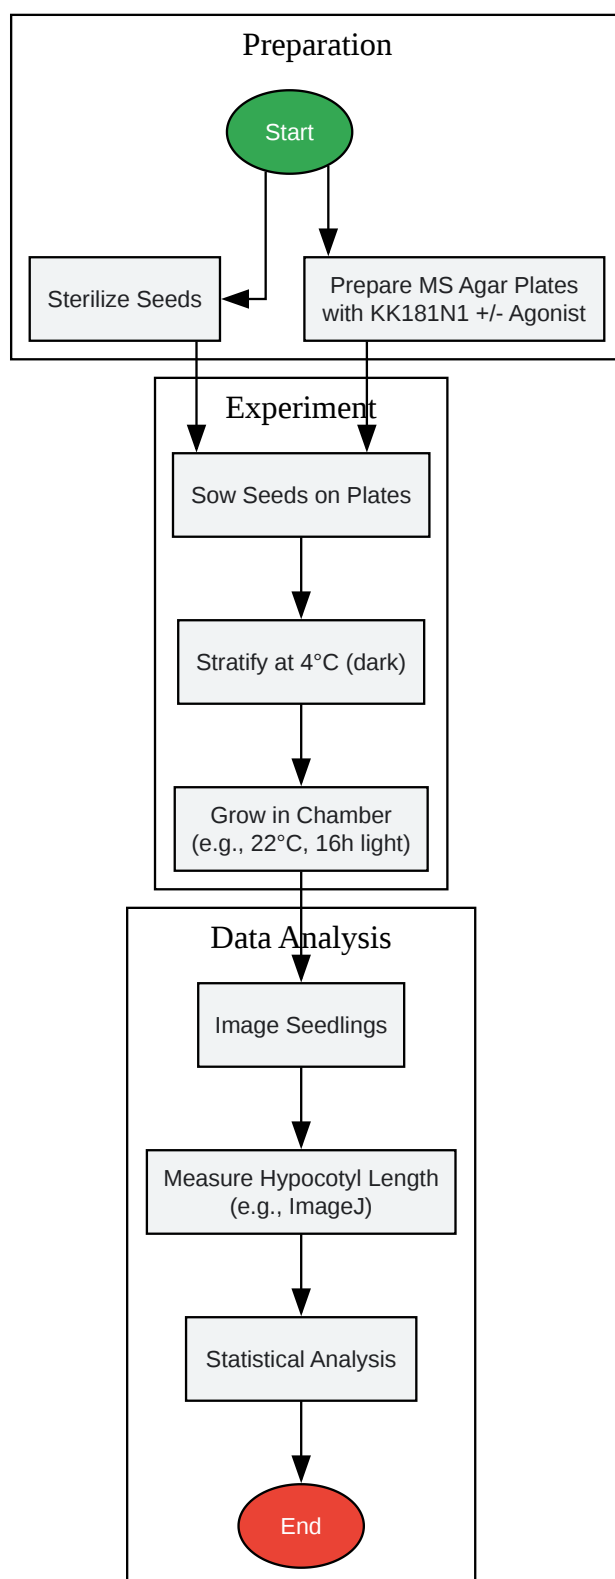 Preparation
Start
Sterilize Seeds
Prepare MS Agar Plates
with KK181N1 +/- Agonist
Experiment
Sow Seeds on Plates
Stratify at 4°C (dark)
Grow in Chamber
(e.g., 22°C, 16h light)
Data Analysis
Image Seedlings
Measure Hypocotyl Length
(e.g., ImageJ)
Statistical Analysis
End